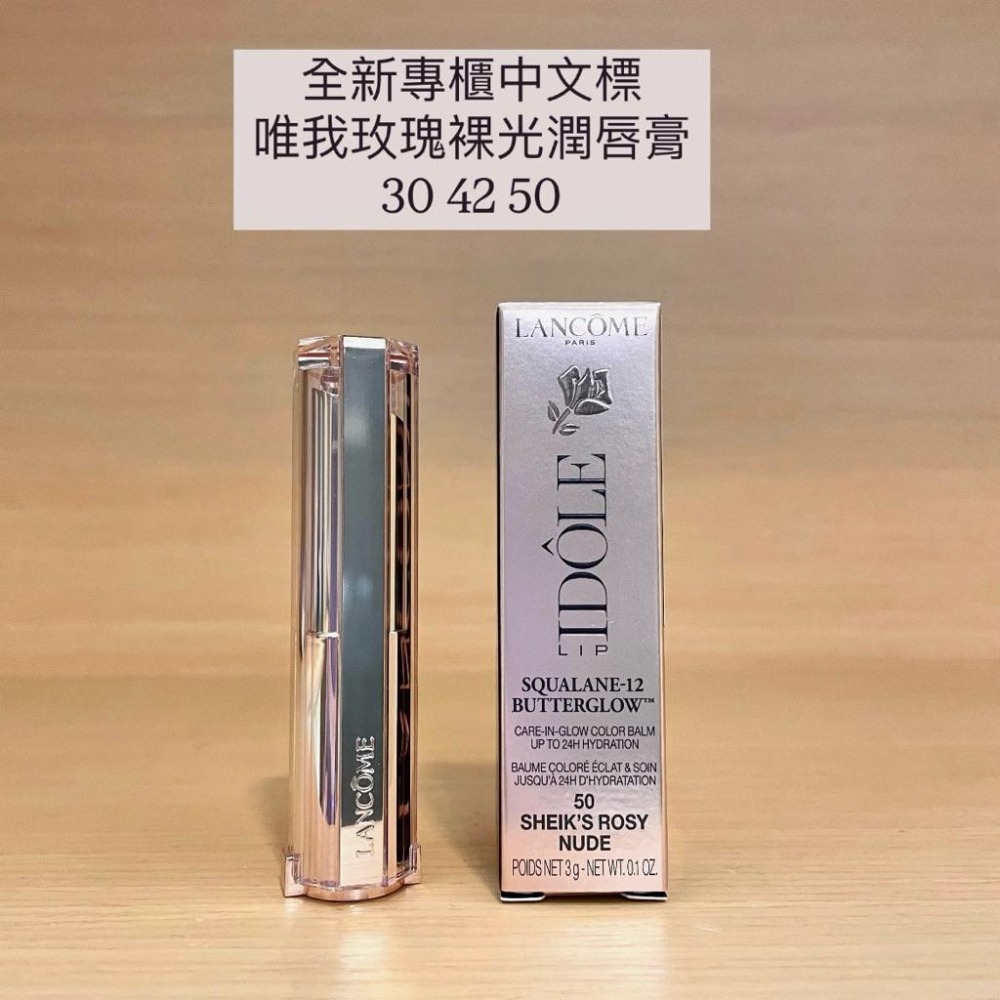 全新專櫃中文標
唯我玫瑰裸光潤唇膏
30 42 50
LANCÔME
LANCÔME
PARIS
IDÔLE
LIP
SQUALANE-12
BUTTERGLOW™
CARE-IN-GLOW COLOR BALM
UP TO 24H HYDRATION
BAUME COLORÉ ÉCLAT & SOIN
JUSQU'À 24H D'HYDRATATION
50
SHEIK'S ROSY
NUDE
POIDS NET 3 g - NET WT. 0.1 OZ.